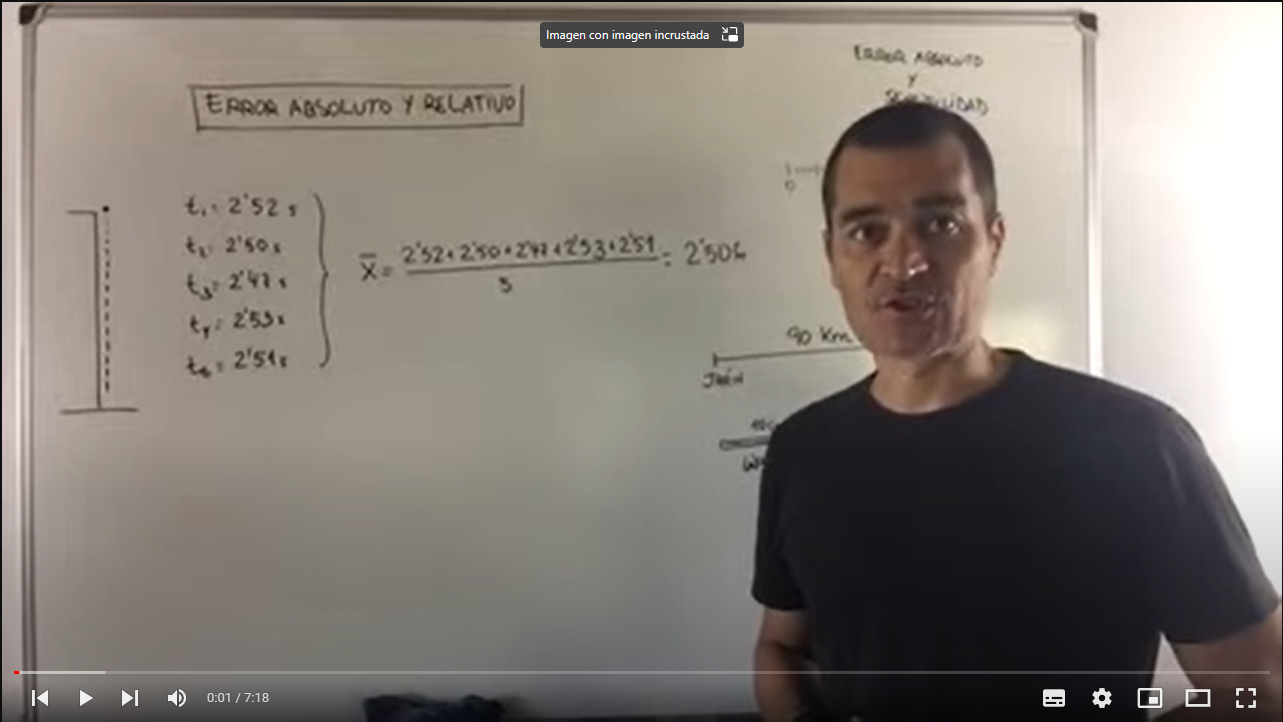 Imagen con imagen incrustada
ERROR ABSOLUTO
Y
ERROR ABSOLUTO Y RELATIVO
t₁= 2'52 s
t₂= 2'50 s
t₃= 2'47 s
t₄= 2'53 s
t₅= 2'51 s
X̄ = 2'52+2'50+2'47+2'53+2'51 = 2'506
5
0
90 Km
JAÉN
0:01 / 7:18